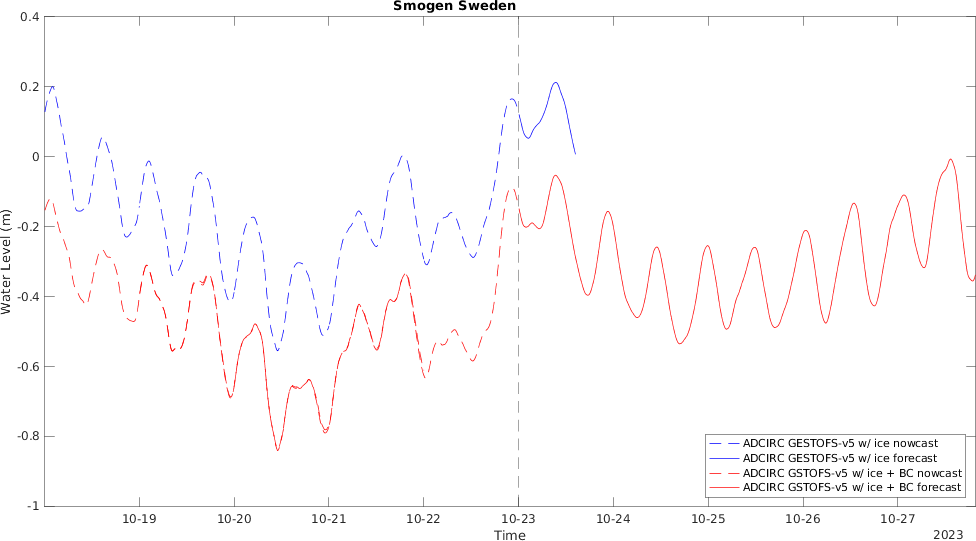 Smogen Sweden
0.4
0.2
0
-0.2
-0.4
-0.6
-0.8
-1
Water Level (m)
10-19 10-20 10-21 10-22 10-23 10-24 10-25 10-26 10-27
Time
2023
ADCIRC GESTOFS-v5 w/ ice nowcast
ADCIRC GESTOFS-v5 w/ ice forecast
ADCIRC GSTOFS-v5 w/ ice + BC nowcast
ADCIRC GSTOFS-v5 w/ ice + BC forecast